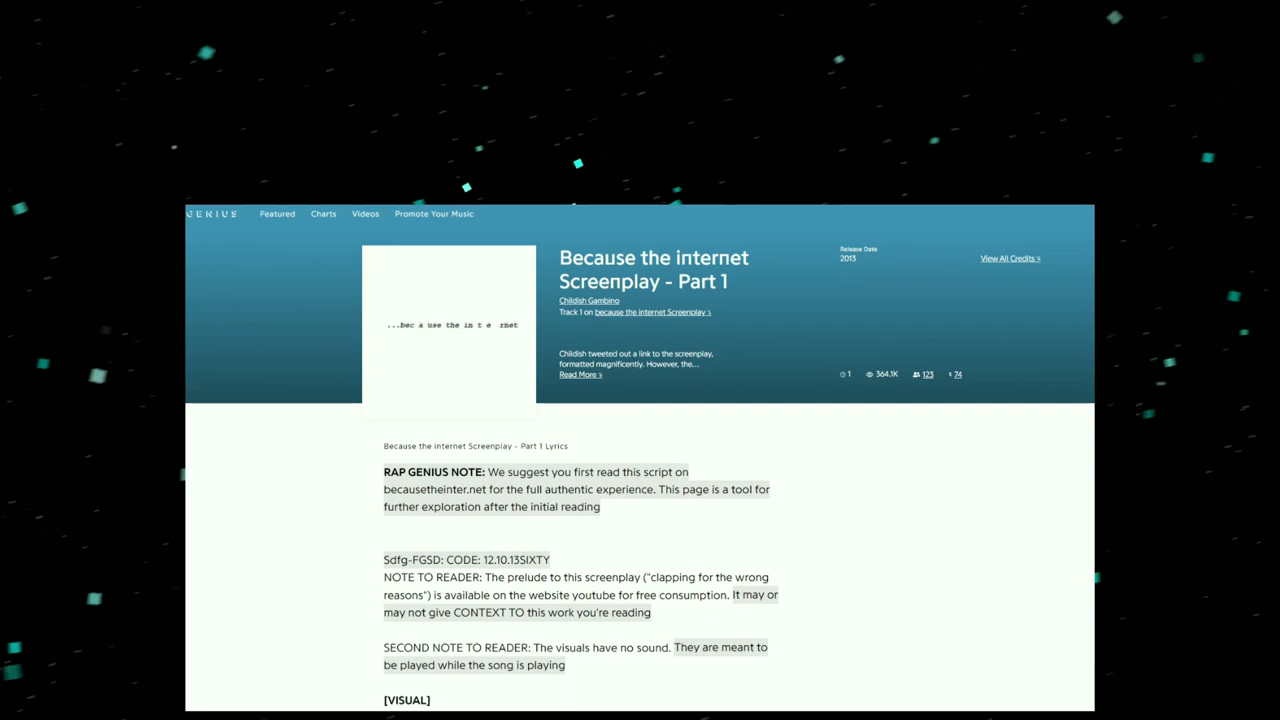 GENIUS Featured Charts Videos Promote Your Music
Because the internet
Screenplay - Part 1
Childish Gambino
Track 1 on because the internet Screenplay
Release Date
2013
View All Credits
...bec a use the in t e rnet
Childish tweeted out a link to the screenplay,
formatted magnificently. However, the...
Read More
1 364.1K 123 74
Because the internet Screenplay - Part 1 Lyrics
RAP GENIUS NOTE: We suggest you first read this script on
becausetheinter.net for the full authentic experience. This page is a tool for
further exploration after the initial reading
Sdfg-FGSD: CODE: 12.10.13SIXTY
NOTE TO READER: The prelude to this screenplay ("clapping for the wrong
reasons") is available on the website youtube for free consumption. It may or
may not give CONTEXT TO this work you're reading
SECOND NOTE TO READER: The visuals have no sound. They are meant to
be played while the song is playing
[VISUAL]